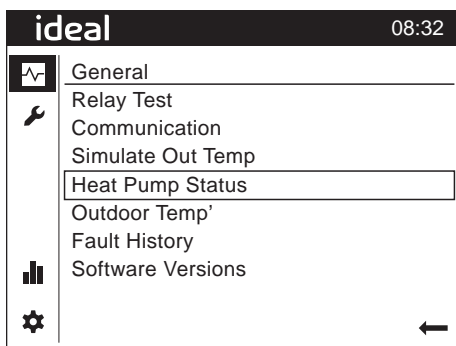 ideal 08:32
General
Relay Test
Communication
Simulate Out Temp
Heat Pump Status
Outdoor Temp'
Fault History
Software Versions